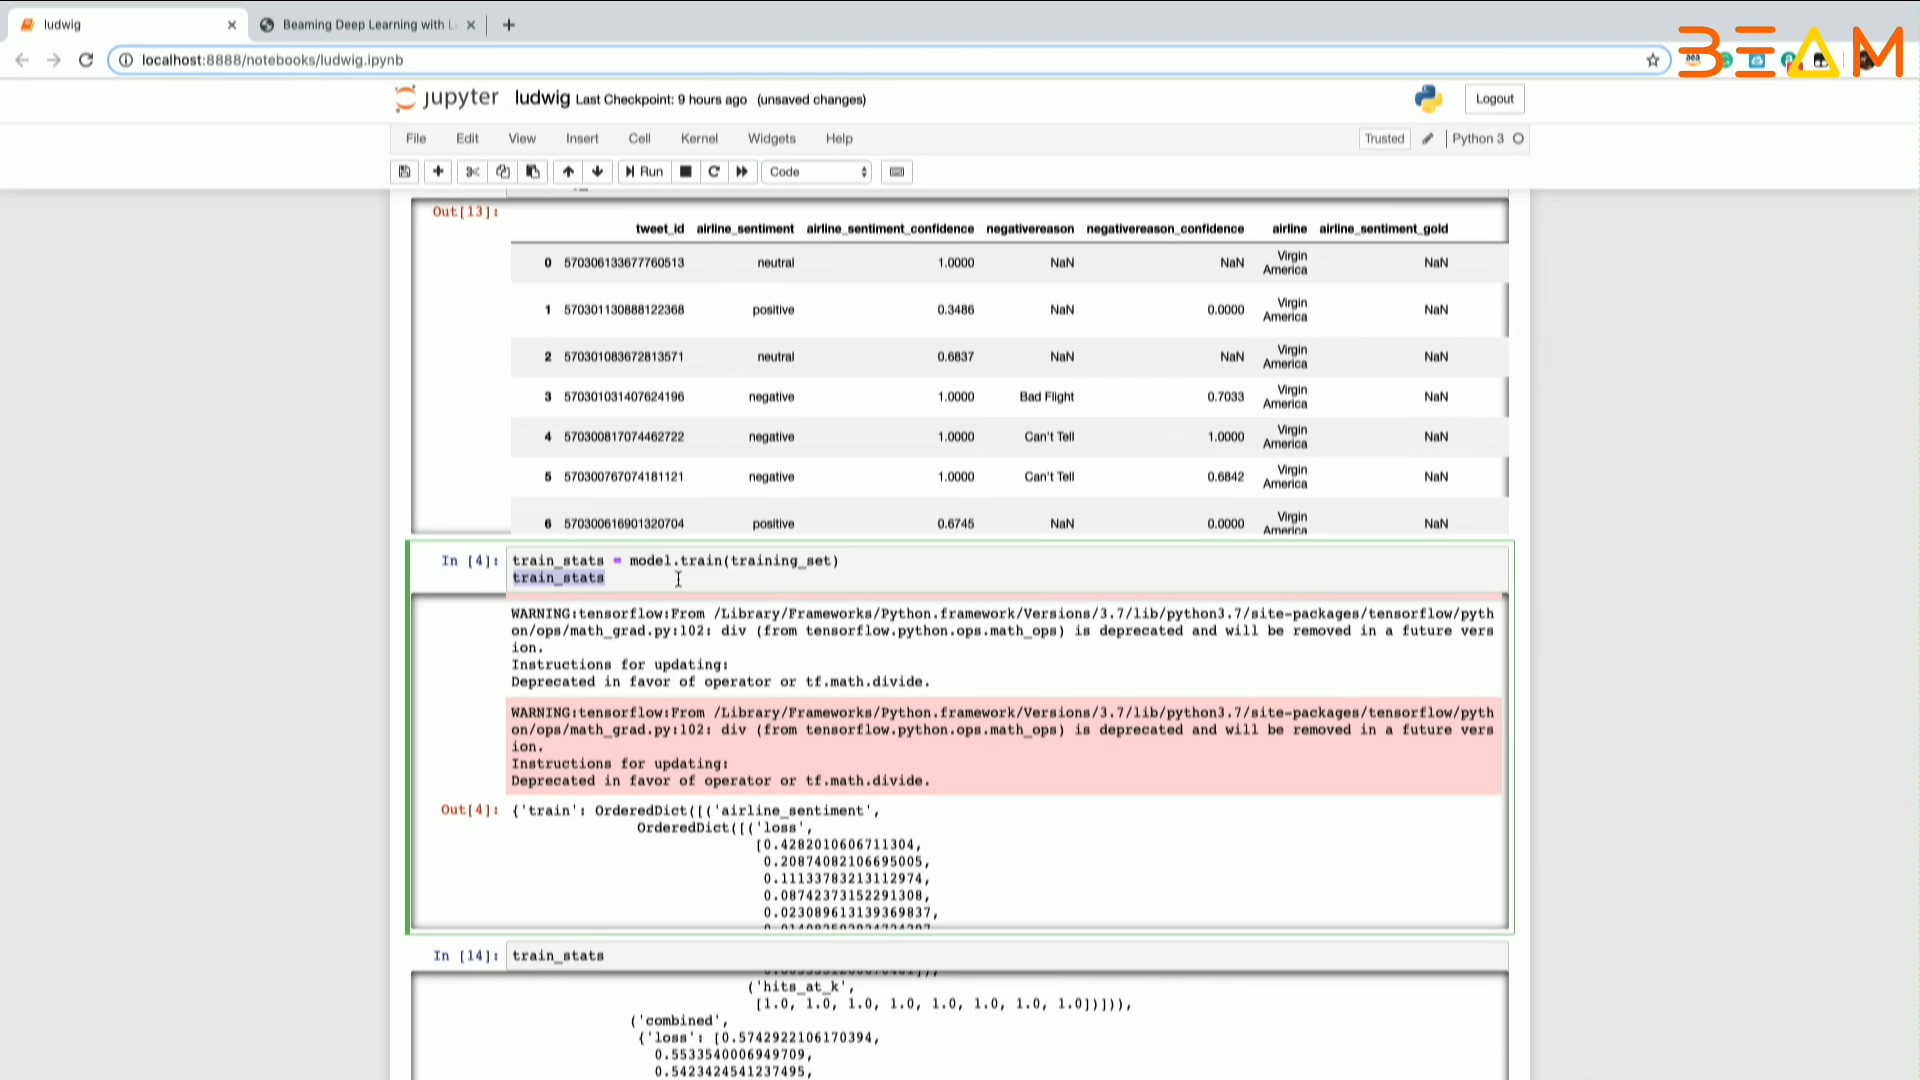 ludwig
Beaming Deep Learning with L
localhost:8888/notebooks/ludwig.ipynb
BEAM
jupyter ludwig Last Checkpoint: 9 hours ago (unsaved changes)
Logout
File Edit View Insert Cell Kernel Widgets Help
Trusted Python 3
Run Code
Out[13]:
tweet_id airline_sentiment airline_sentiment_confidence negativereason negativereason_confidence airline airline_sentiment_gold
0 570306133677760513 neutral 1.0000 NaN NaN Virgin America NaN
1 570301130888122368 positive 0.3486 NaN 0.0000 Virgin America NaN
2 570301083672813571 neutral 0.6837 NaN NaN Virgin America NaN
3 570301031407624196 negative 1.0000 Bad Flight 0.7033 Virgin America NaN
4 570300817074462722 negative 1.0000 Can't Tell 1.0000 Virgin America NaN
5 570300767074181121 negative 1.0000 Can't Tell 0.6842 Virgin America NaN
6 570300616901320704 positive 0.6745 NaN 0.0000 Virgin America NaN
In [4]: train_stats = model.train(training_set)
train_stats
WARNING:tensorflow:From /Library/Frameworks/Python.framework/Versions/3.7/lib/python3.7/site-packages/tensorflow/pyth
on/ops/math_grad.py:102: div (from tensorflow.python.ops.math_ops) is deprecated and will be removed in a future vers
ion.
Instructions for updating:
Deprecated in favor of operator or tf.math.divide.
WARNING:tensorflow:From /Library/Frameworks/Python.framework/Versions/3.7/lib/python3.7/site-packages/tensorflow/pyth
on/ops/math_grad.py:102: div (from tensorflow.python.ops.math_ops) is deprecated and will be removed in a future vers
ion.
Instructions for updating:
Deprecated in favor of operator or tf.math.divide.
Out[4]: {'train': OrderedDict([('airline_sentiment',
OrderedDict([('loss',
[0.4282010606711304,
0.20874082106695005,
0.11133783213112974,
0.08742373152291308,
0.023089613139369837,
In [14]: train_stats
('hits_at_k',
[1.0, 1.0, 1.0, 1.0, 1.0, 1.0, 1.0, 1.0])])),
('combined',
{'loss': [0.5742922106170394,
0.5533540006949709,
0.5423424541237495,